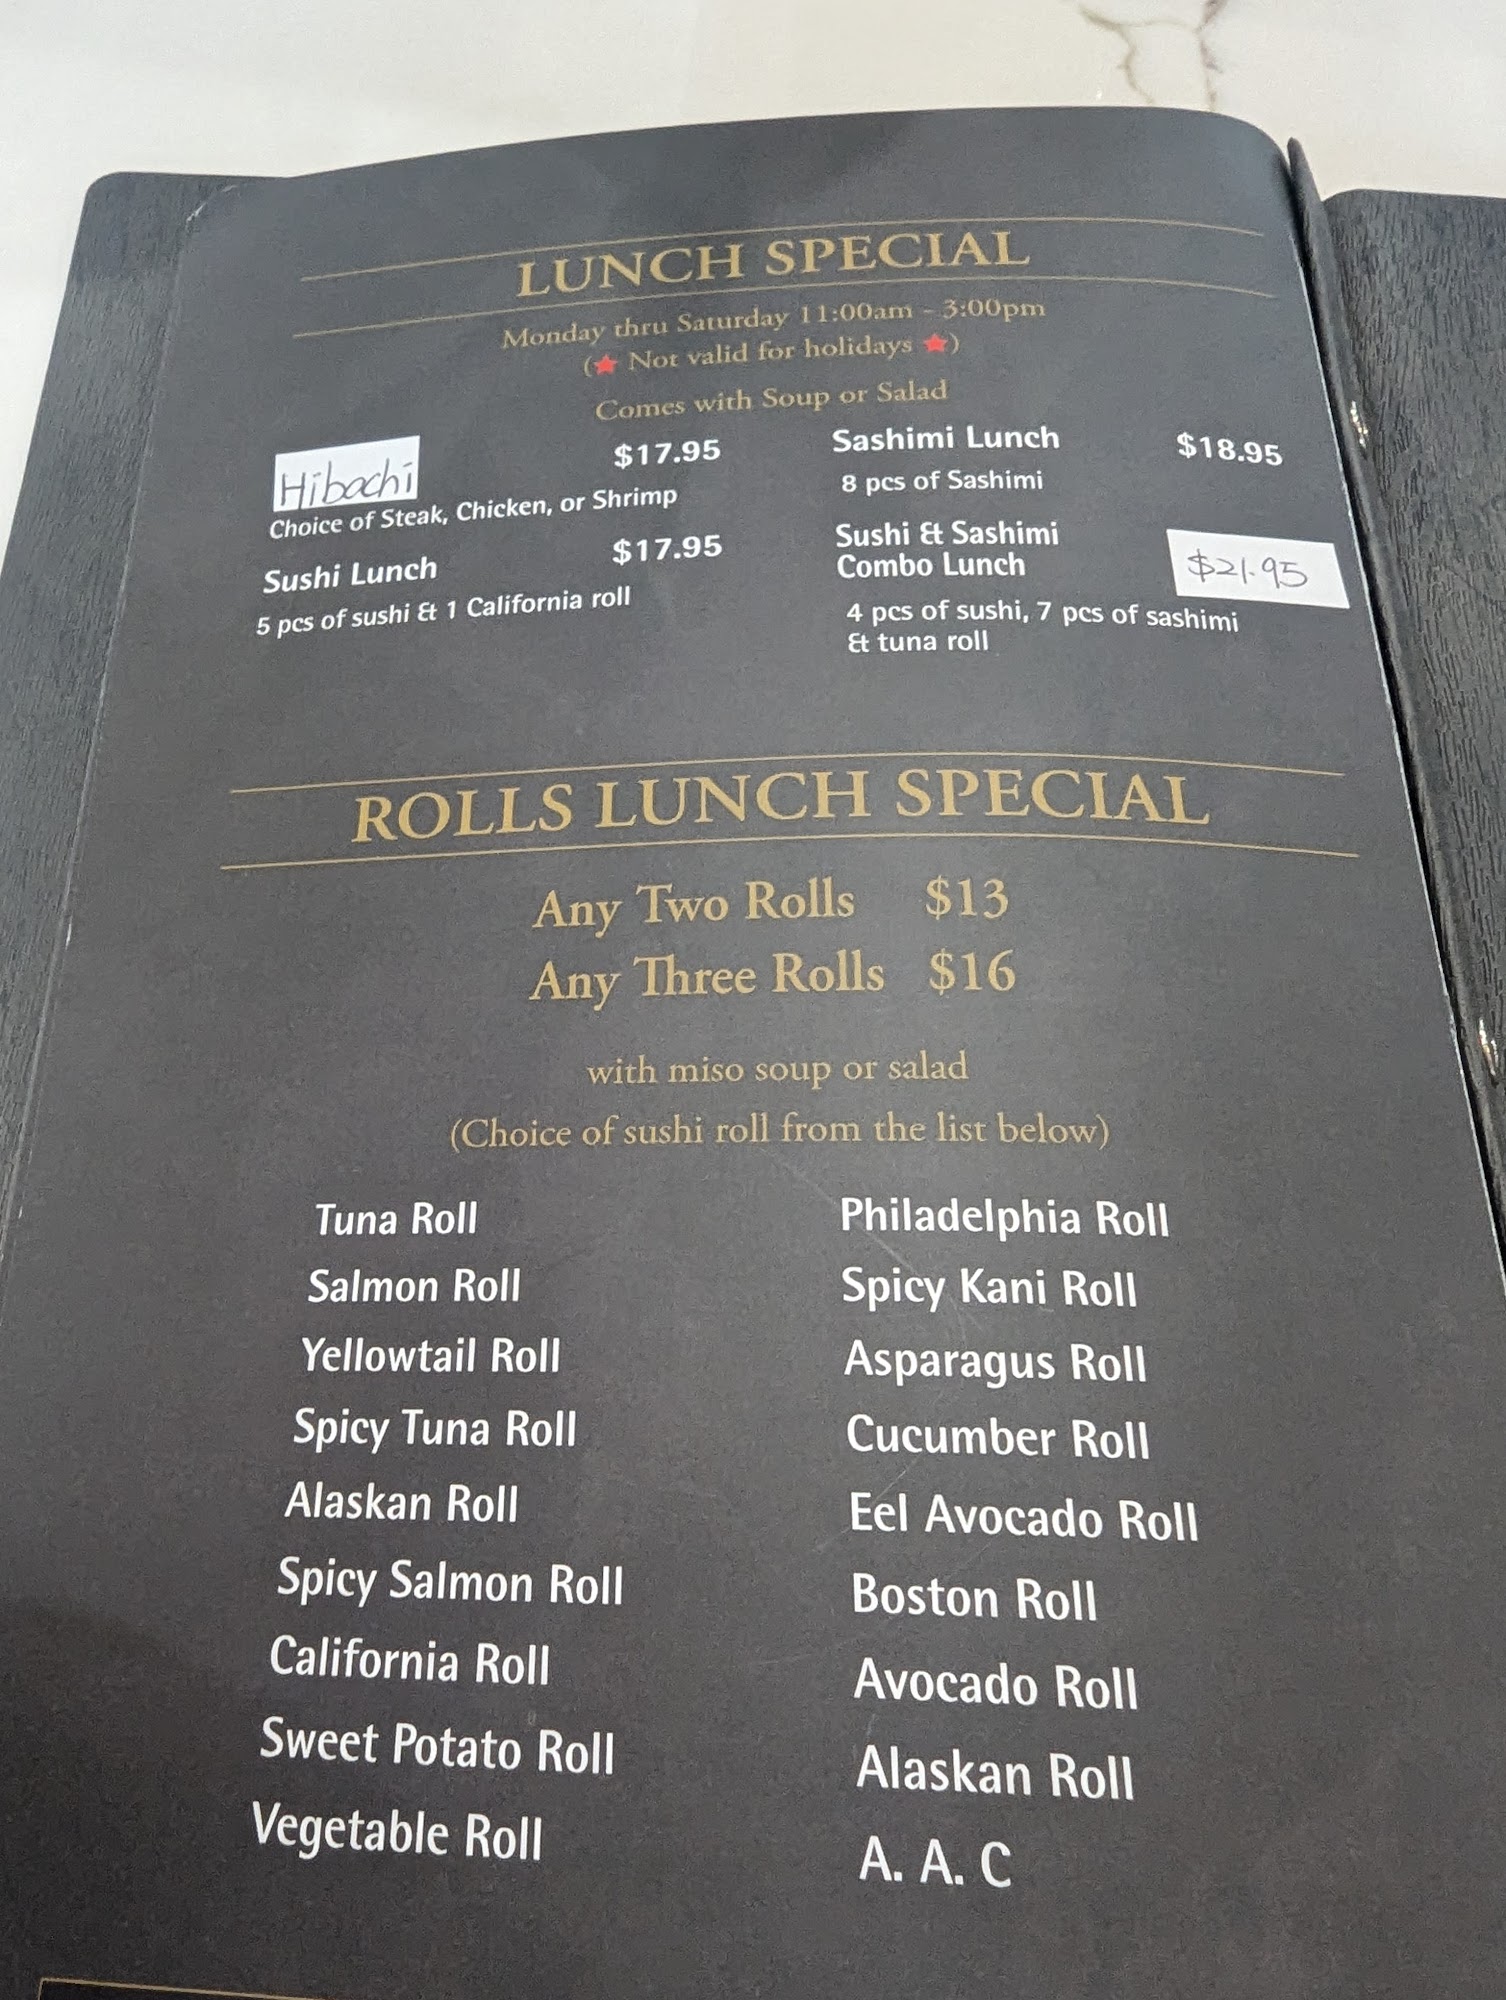 LUNCH SPECIAL
Monday thru Saturday 11:00am - 3:00pm
(★ Not valid for holidays ★)
Comes with Soup or Salad
Hibachi $17.95
Choice of Steak, Chicken, or Shrimp
Sushi Lunch $17.95
5 pcs of sushi & 1 California roll
Sashimi Lunch $18.95
8 pcs of Sashimi
Sushi & Sashimi
Combo Lunch $21.95
4 pcs of sushi, 7 pcs of sashimi
& tuna roll
ROLLS LUNCH SPECIAL
Any Two Rolls $13
Any Three Rolls $16
with miso soup or salad
(Choice of sushi roll from the list below)
Tuna Roll
Salmon Roll
Yellowtail Roll
Spicy Tuna Roll
Alaskan Roll
Spicy Salmon Roll
California Roll
Sweet Potato Roll
Vegetable Roll
Philadelphia Roll
Spicy Kani Roll
Asparagus Roll
Cucumber Roll
Eel Avocado Roll
Boston Roll
Avocado Roll
Alaskan Roll
A. A. C